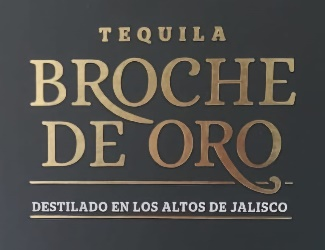 TEQUILA
BROCHE
DE ORO
DESTILADO EN LOS ALTOS DE JALISCO